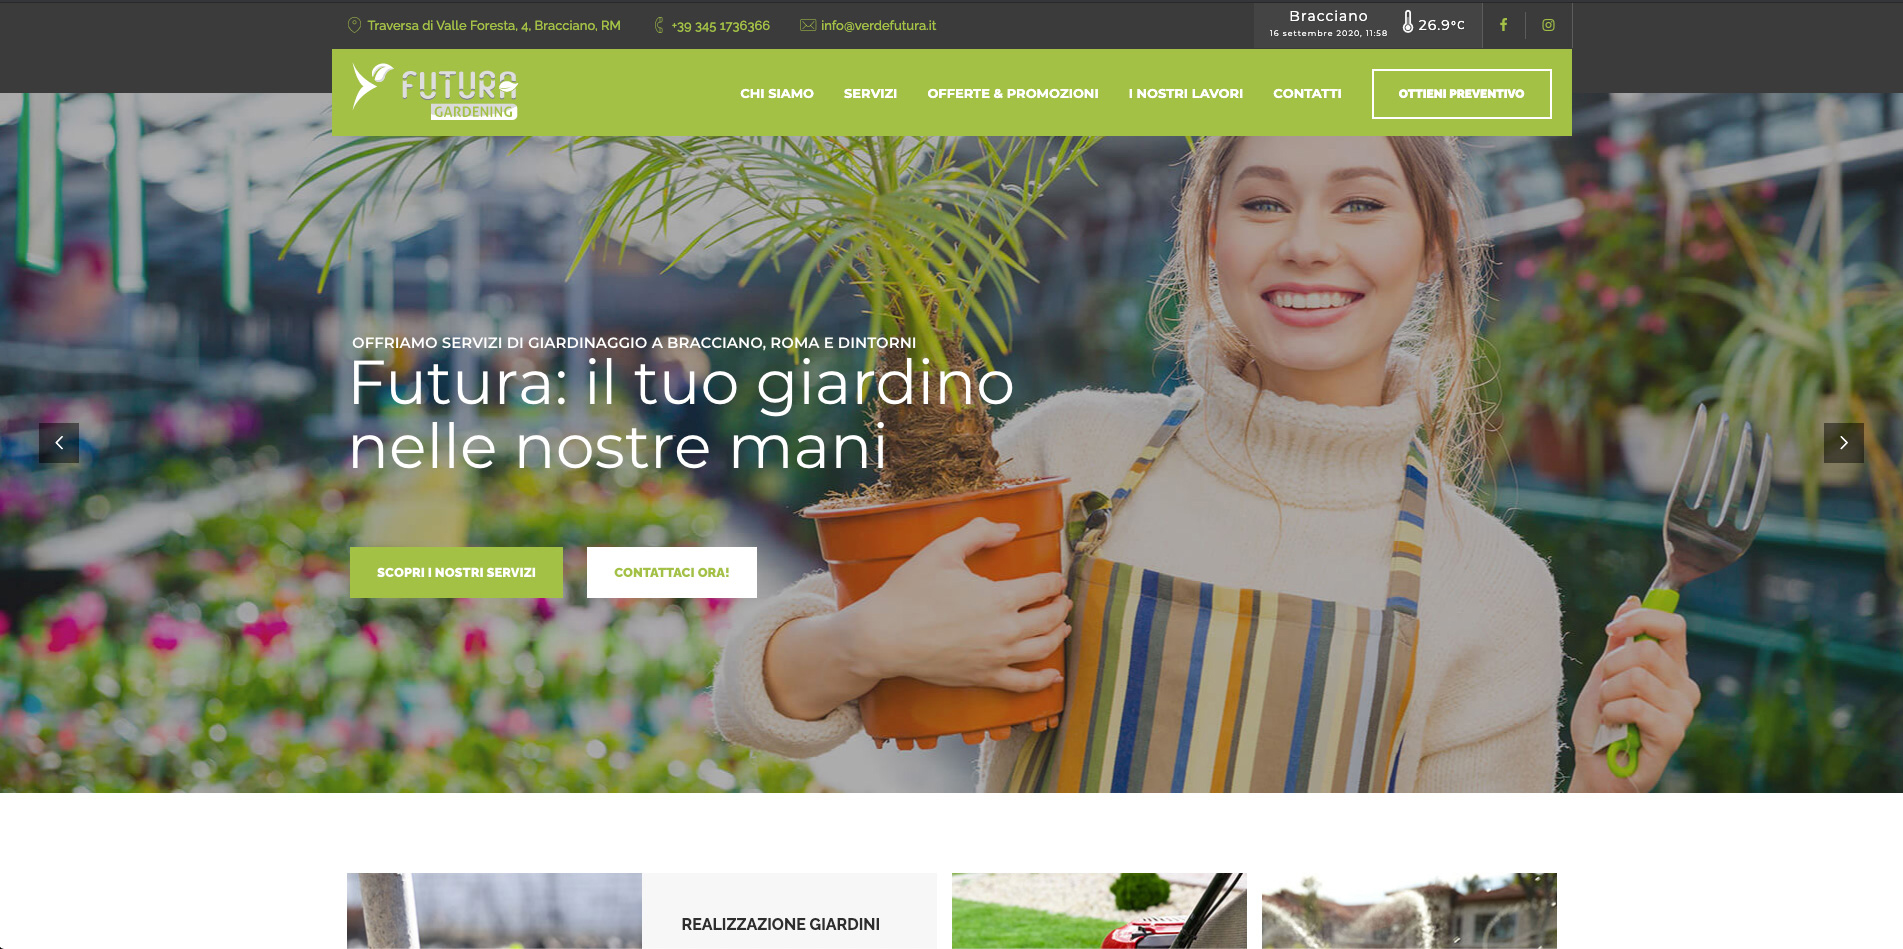 Traversa di Valle Foresta, 4, Bracciano, RM
+39 345 1736366
info@verdefutura.it
Bracciano
16 settembre 2020, 11:58
26.9°C
FUTURA
GARDENING
CHI SIAMO
SERVIZI
OFFERTE & PROMOZIONI
I NOSTRI LAVORI
CONTATTI
OTTIENI PREVENTIVO
OFFRIAMO SERVIZI DI GIARDINAGGIO A BRACCIANO, ROMA E DINTORNI
Futura: il tuo giardino
nelle nostre mani
SCOPRI I NOSTRI SERVIZI
CONTATTACI ORA!
REALIZZAZIONE GIARDINI